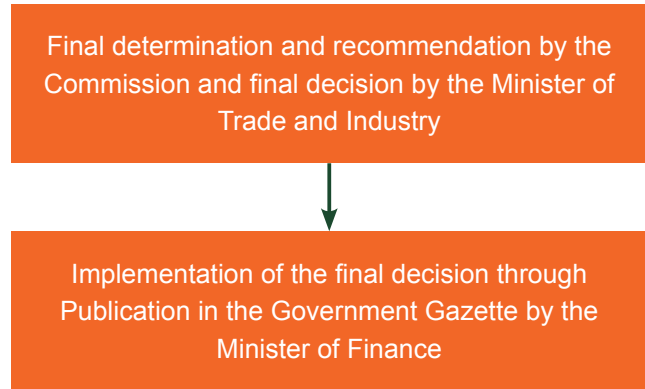 Final determination and recommendation by the
Commission and final decision by the Minister of
Trade and Industry
Implementation of the final decision through
Publication in the Government Gazette by the
Minister of Finance